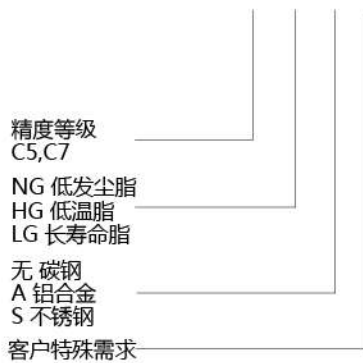 精度等级
C5,C7
NG 低发尘脂
HG 低温脂
LG 长寿命脂
无 碳钢
A 铝合金
S 不锈钢
客户特殊需求